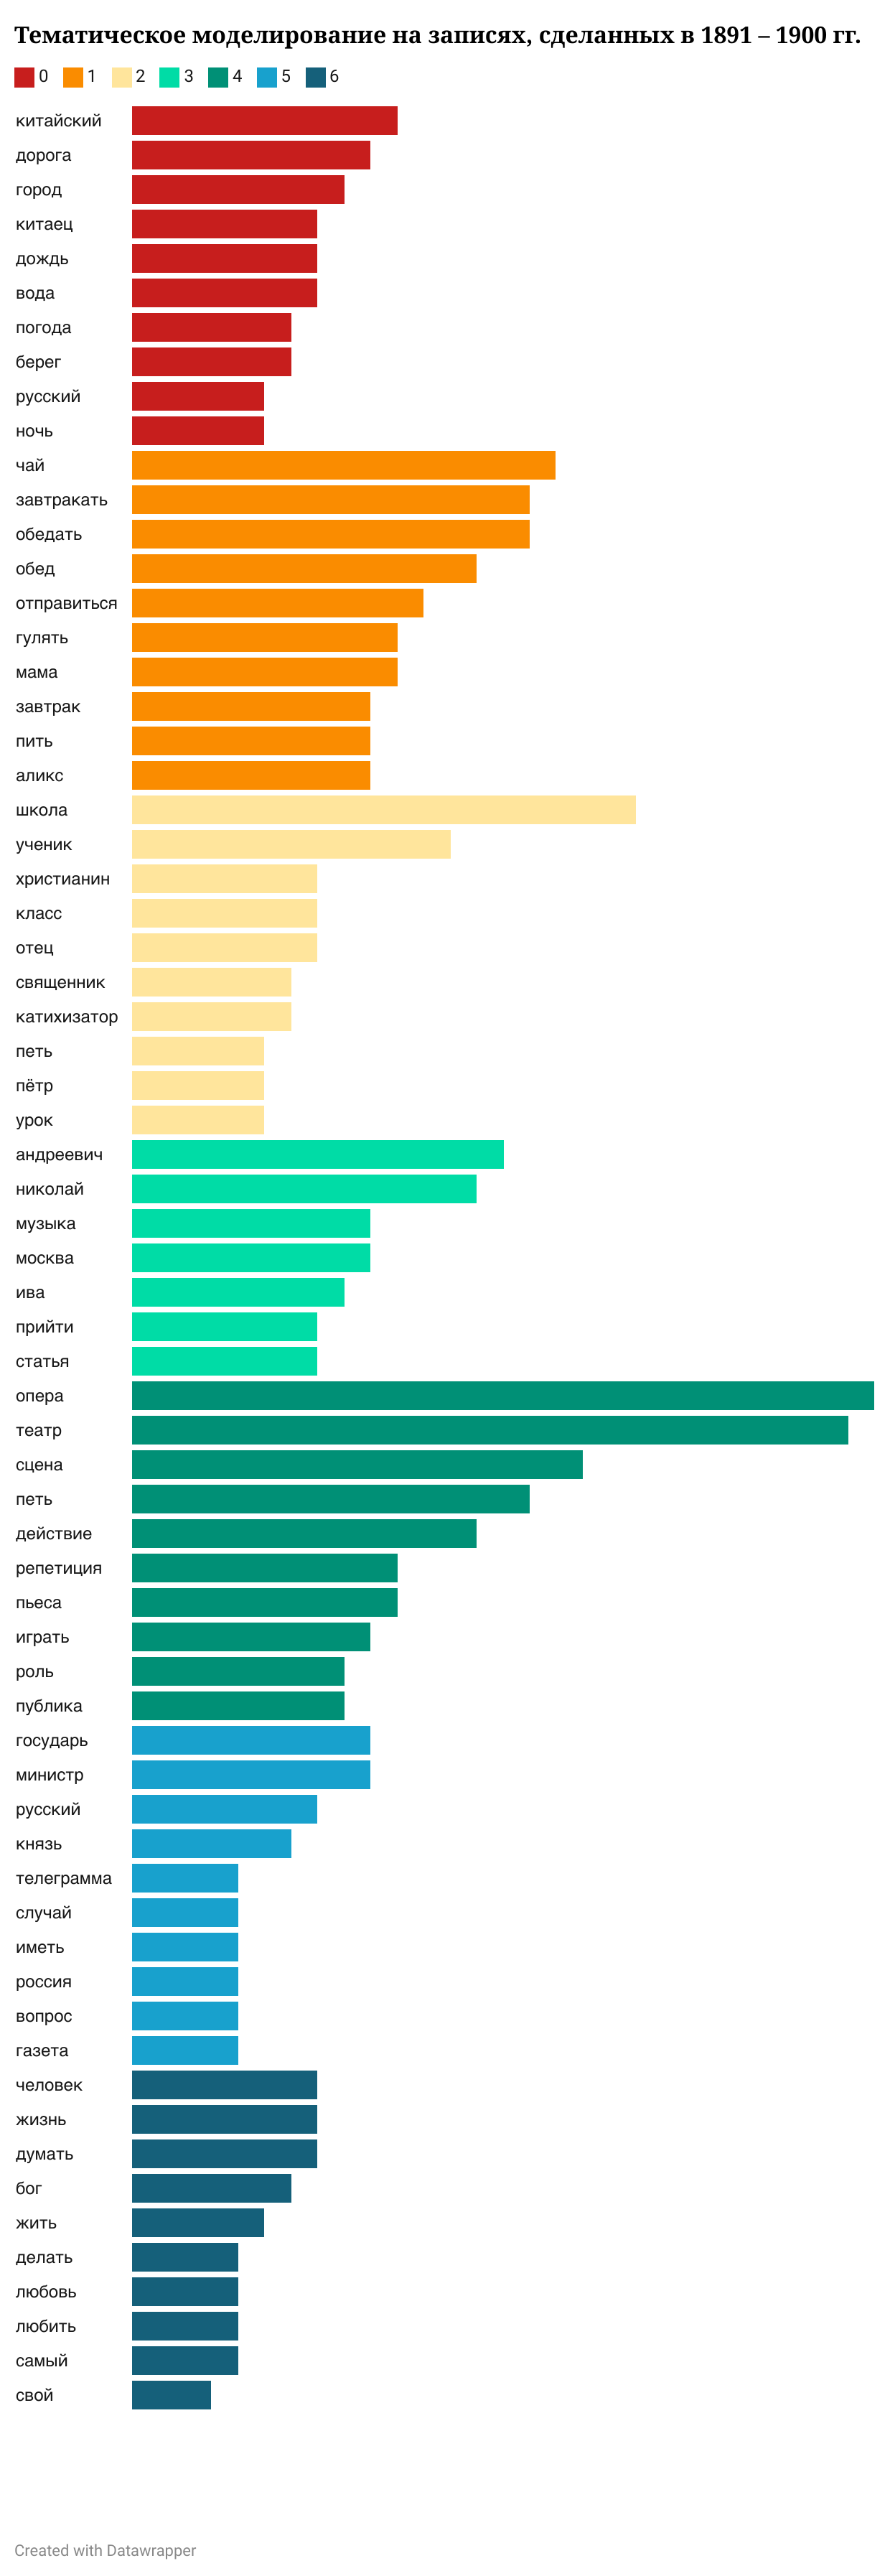 Тематическое моделирование на записях, сделанных в 1891 – 1900 гг.
0 1 2 3 4 5 6
китайский
дорога
город
китаец
дождь
вода
погода
берег
русский
ночь
чай
завтракать
обедать
обед
отправиться
гулять
мама
завтрак
пить
аликс
школа
ученик
христианин
класс
отец
священник
катихизатор
петь
пётр
урок
андреевич
николай
музыка
москва
ива
прийти
статья
опера
театр
сцена
петь
действие
репетиция
пьеса
играть
роль
публика
государь
министр
русский
князь
телеграмма
случай
иметь
россия
вопрос
газета
человек
жизнь
думать
бог
жить
делать
любовь
любить
самый
свой
Created with Datawrapper